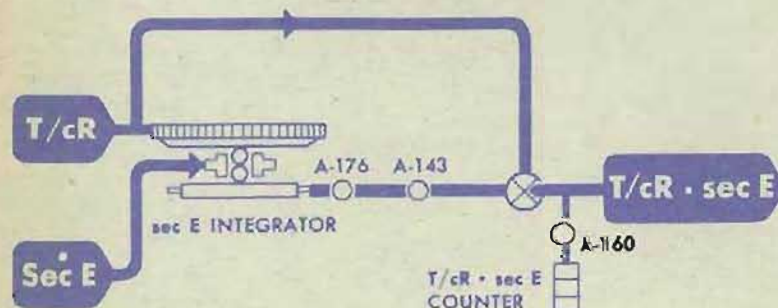 T/cR
A-176 A-143
T/cR · sec E
sec E INTEGRATOR
A-1160
Sec E
T/cR · sec E
COUNTER